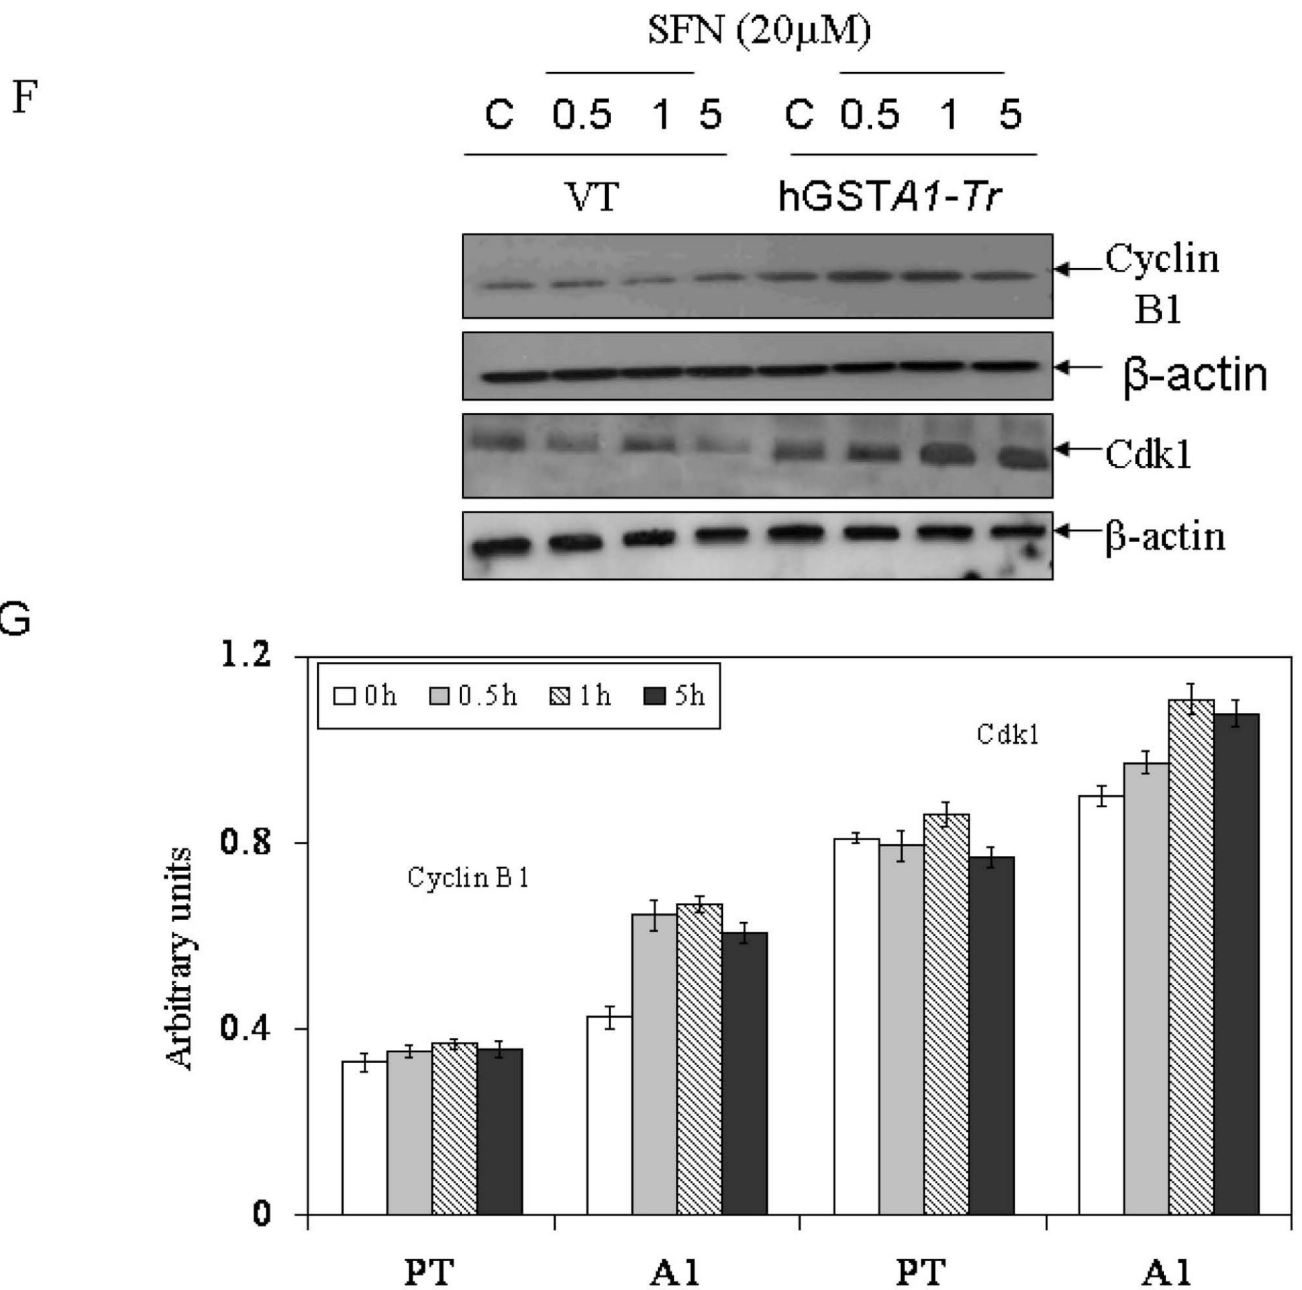 SFN (20µM)
F
C 0.5 1 5 C 0.5 1 5
VT hGSTA1-Tr
Cyclin
B1
β-actin
Cdk1
β-actin
G
1.2
0h 0.5h 1h 5h
Cdk1
0.8
Cyclin B1
Arbitrary units
0.4
0
PT A1 PT A1